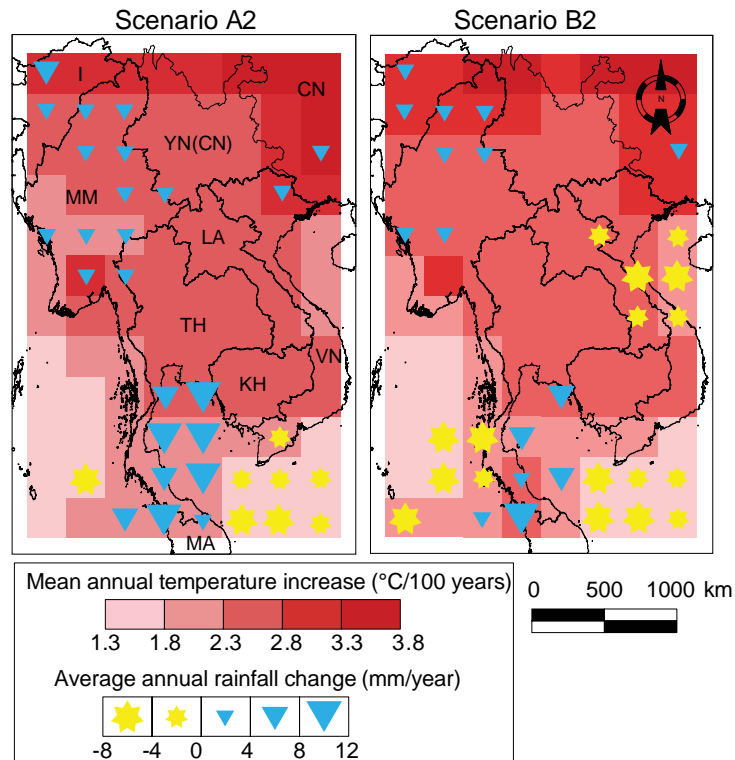 Scenario A2
Scenario B2
I
CN
N
YN(CN)
MM
LA
TH
VN
KH
MA
Mean annual temperature increase (°C/100 years)
1.3 1.8 2.3 2.8 3.3 3.8
Average annual rainfall change (mm/year)
-8 -4 0 4 8 12
0 500 1000 km